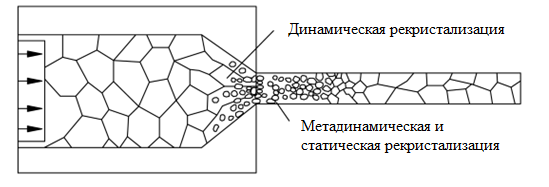 Динамическая рекристализация
Метадинамическая и
статическая рекристализация